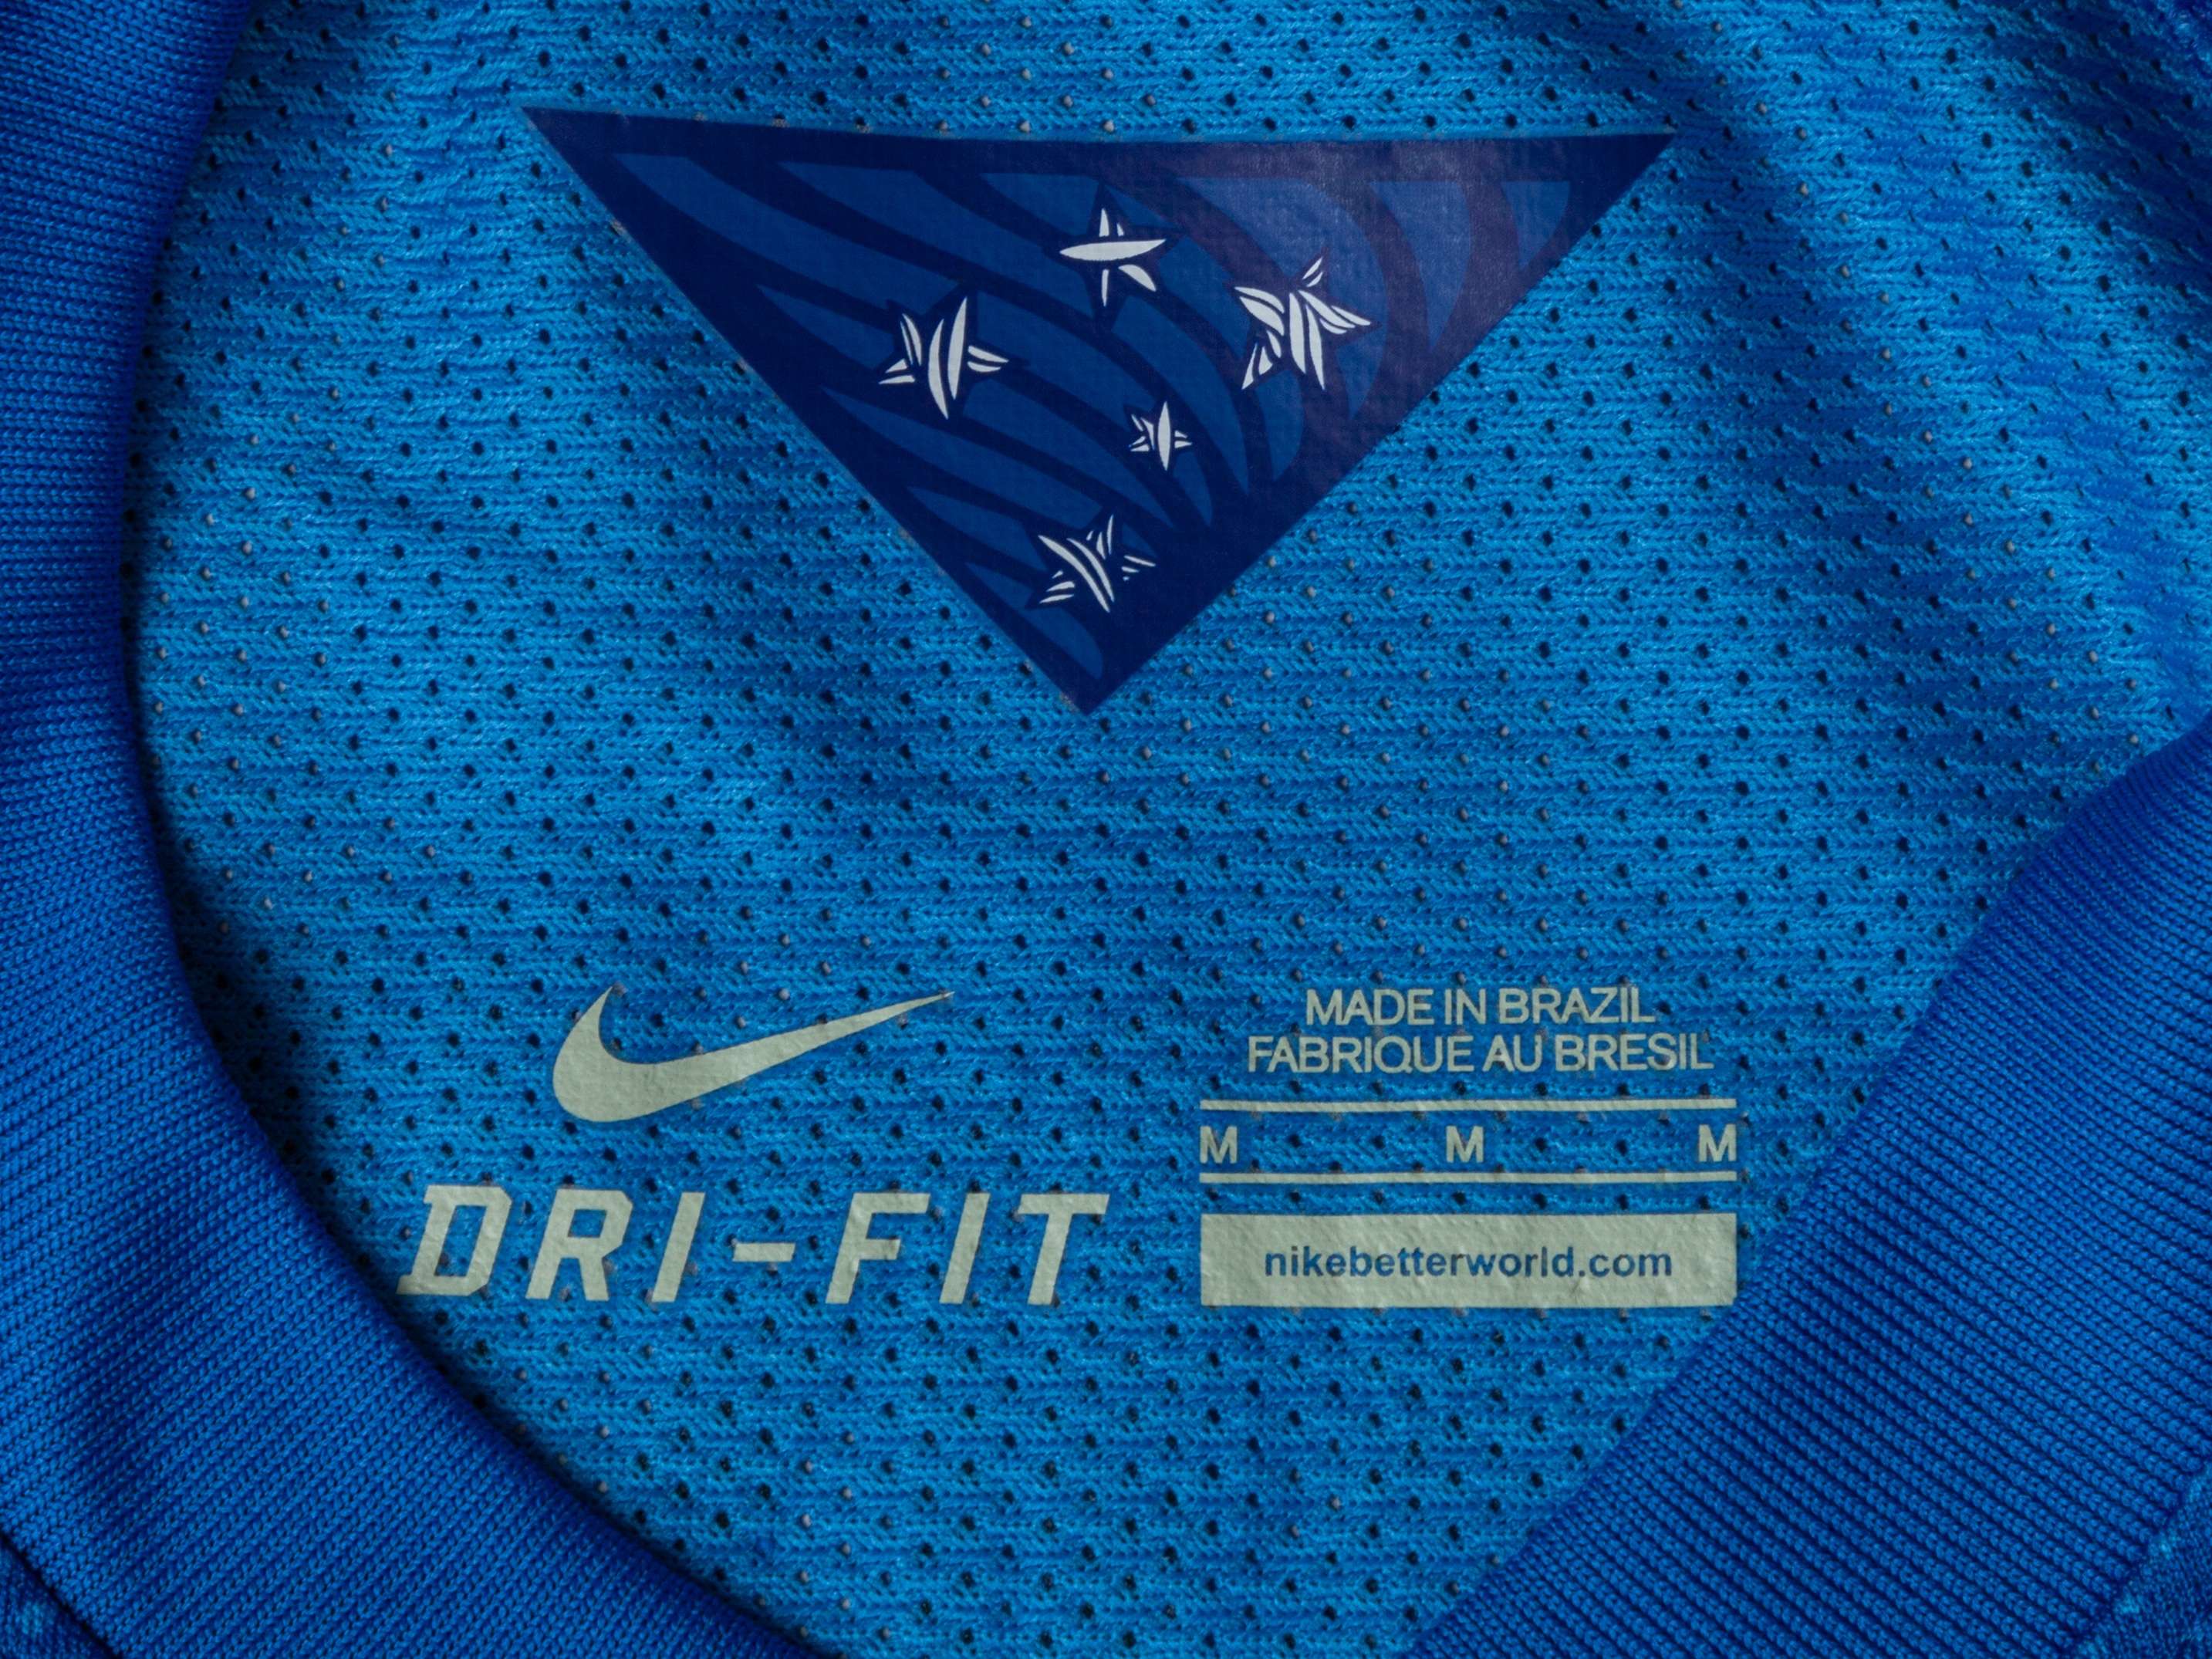 DRI-FIT
MADE IN BRAZIL
FABRIQUE AU BRESIL
M M M
nikebetterworld.com